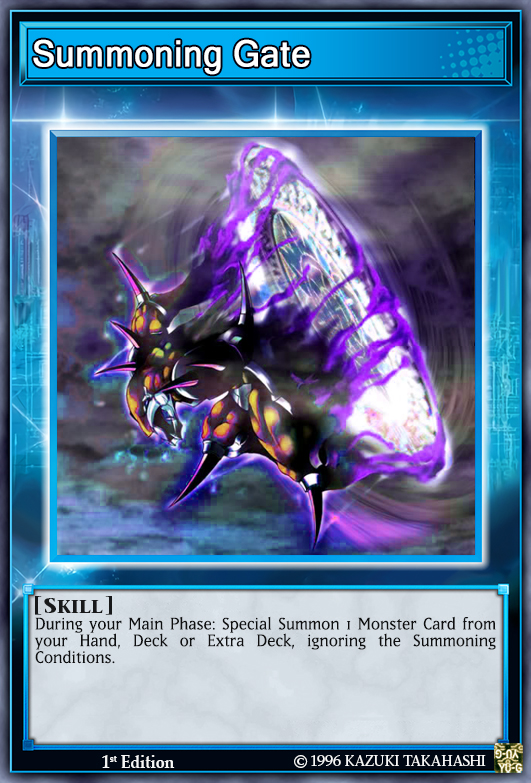 Summoning Gate
[SKILL]
During your Main Phase: Special Summon 1 Monster Card from
your Hand, Deck or Extra Deck, ignoring the Summoning
Conditions.
1st Edition
© 1996 KAZUKI TAKAHASHI